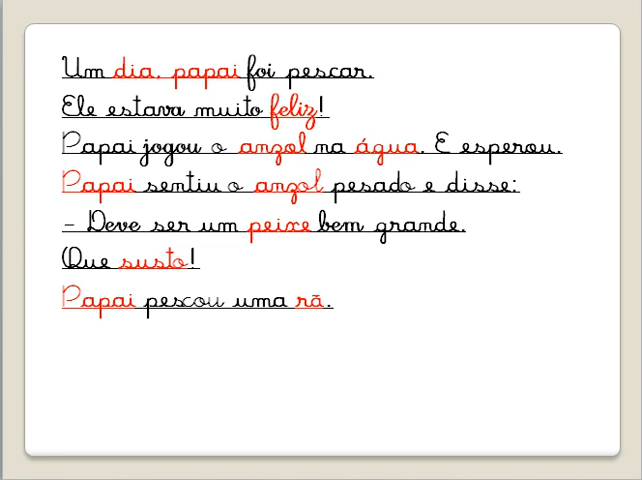 Um dia, papai foi pescar.
Ele estava muito feliz!
Papai jogou o anzol na água. E esperou.
Papai sentiu o anzol pesado e disse:
- Deve ser um peixe bem grande.
Que susto!
Papai pescou uma rã.